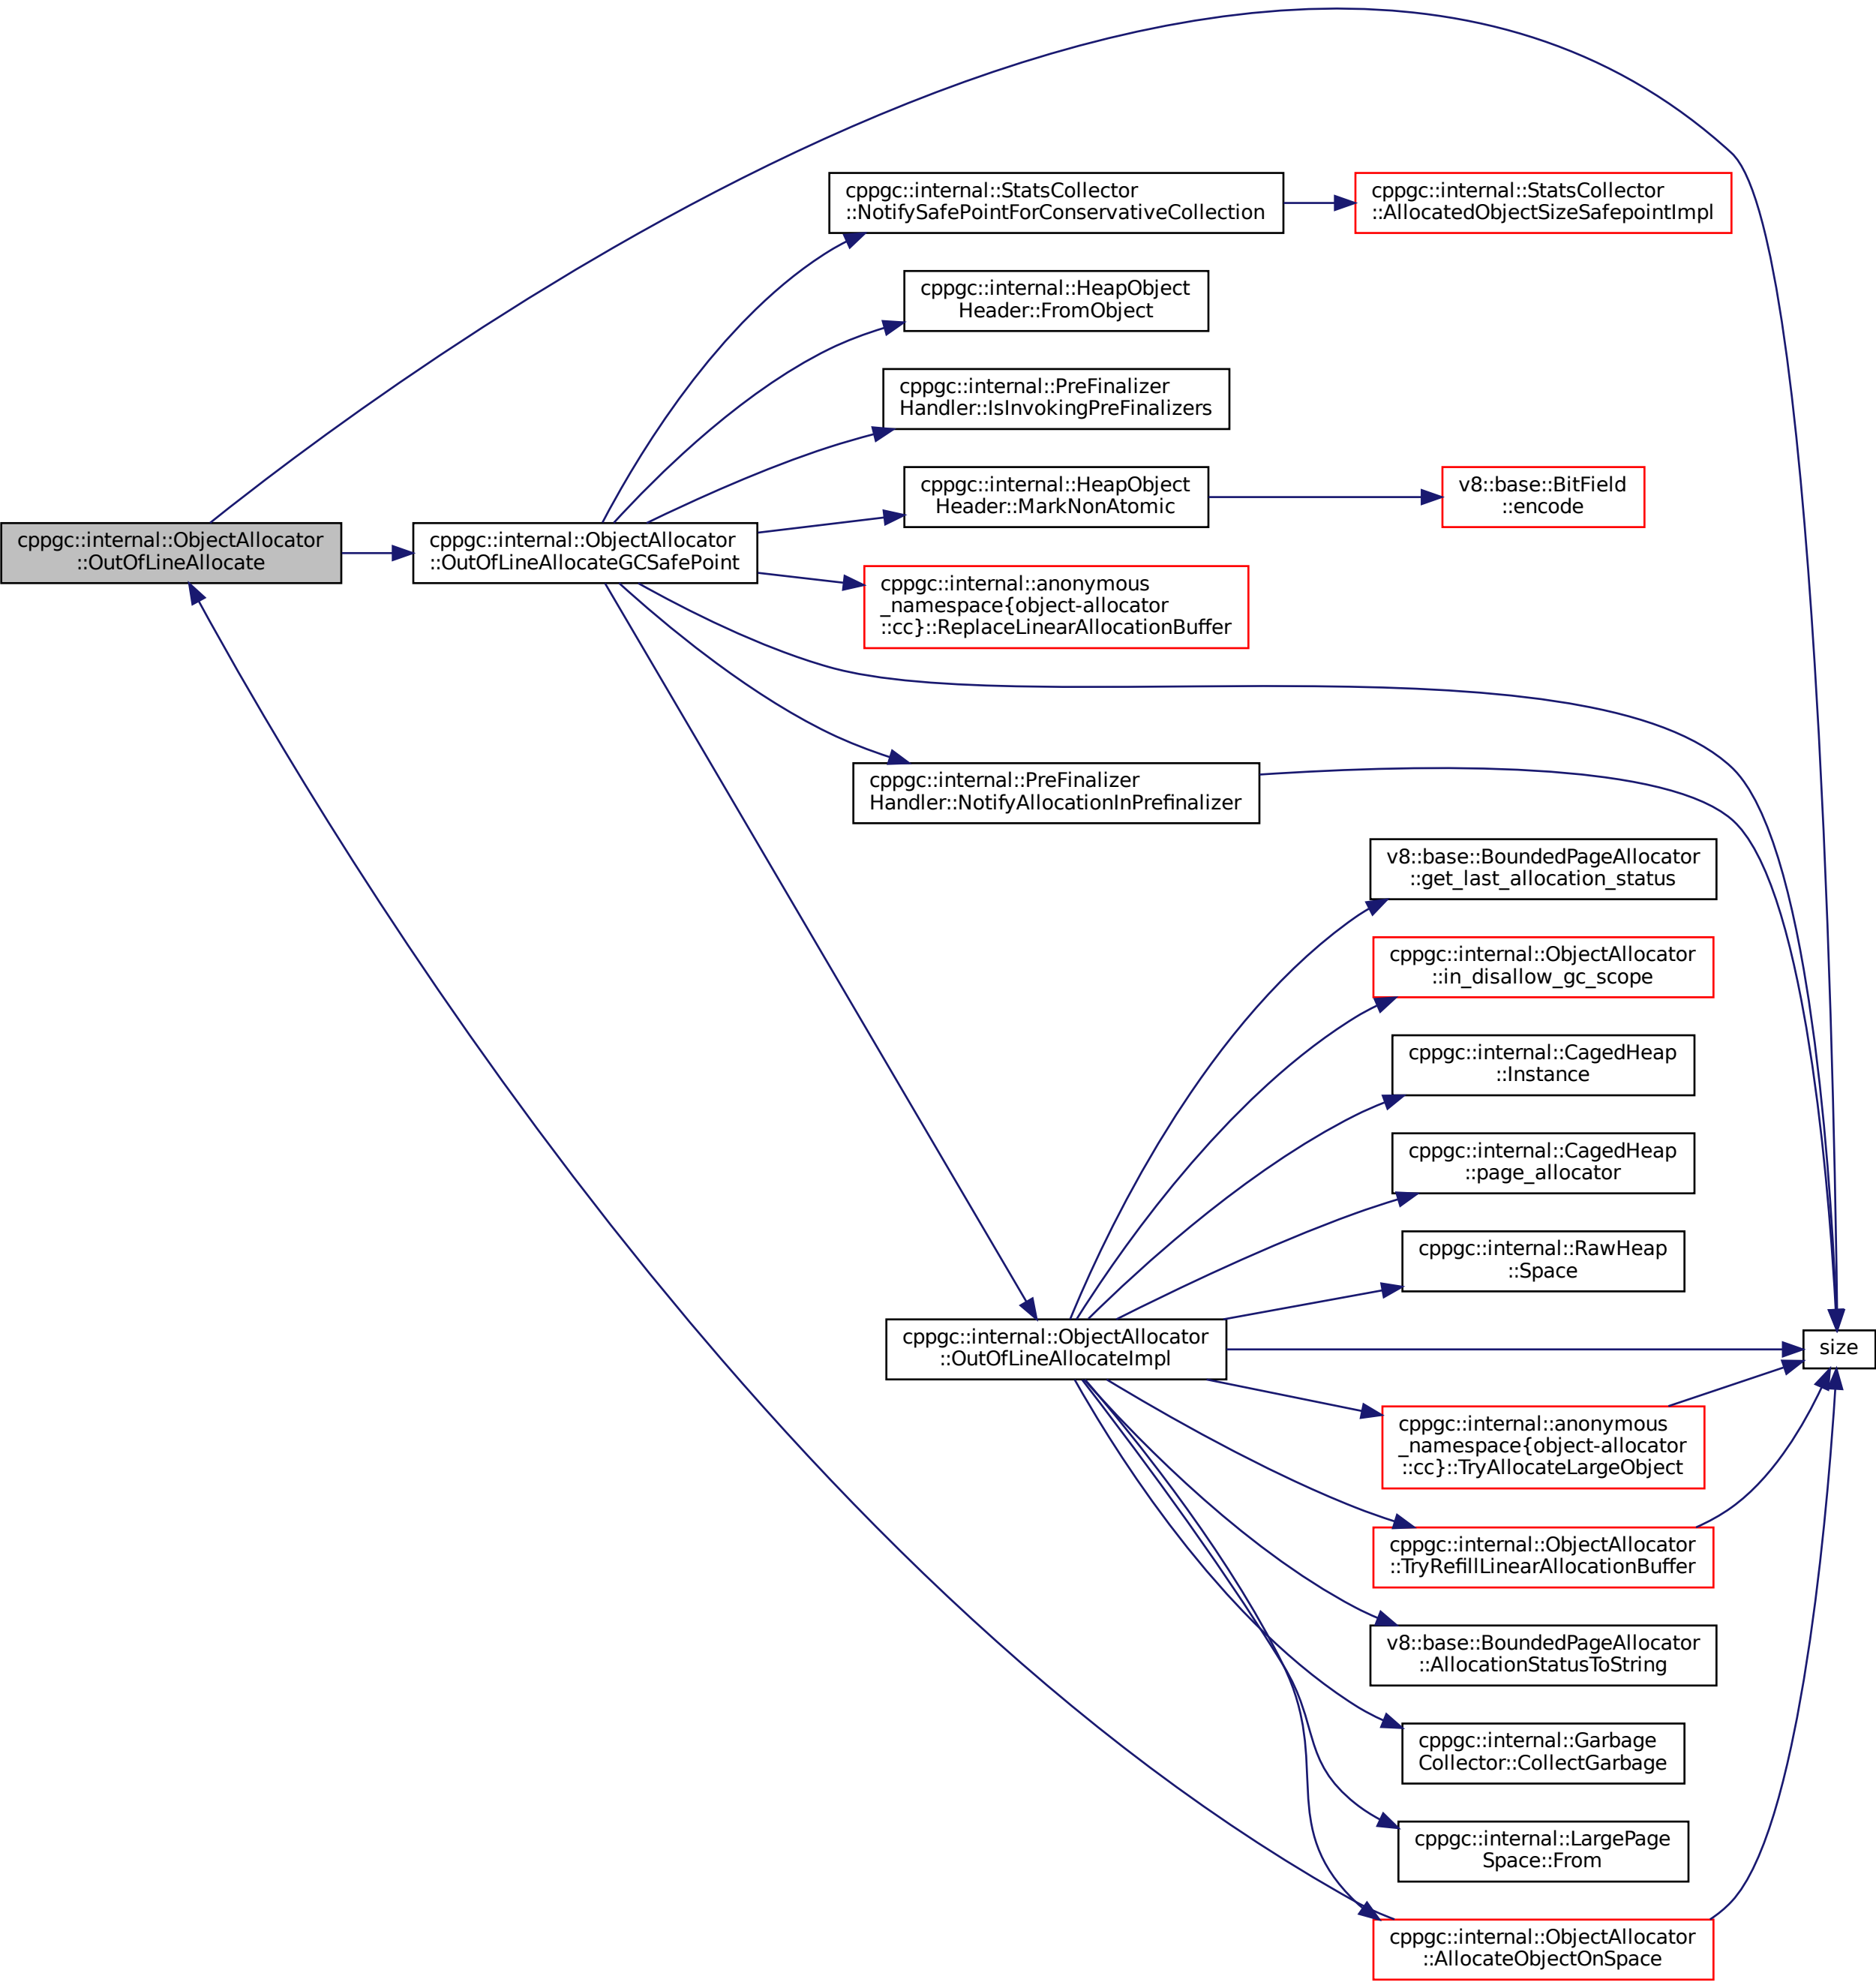 cppgc::internal::StatsCollector
::NotifySafePointForConservativeCollection
cppgc::internal::StatsCollector
::AllocatedObjectSizeSafepointImpl
cppgc::internal::HeapObject
Header::FromObject
cppgc::internal::PreFinalizer
Handler::IsInvokingPreFinalizers
cppgc::internal::HeapObject
Header::MarkNonAtomic
v8::base::BitField
::encode
cppgc::internal::ObjectAllocator
::OutOfLineAllocate
cppgc::internal::ObjectAllocator
::OutOfLineAllocateGCSafePoint
cppgc::internal::anonymous
_namespace{object-allocator
::cc}::ReplaceLinearAllocationBuffer
cppgc::internal::PreFinalizer
Handler::NotifyAllocationInPrefinalizer
v8::base::BoundedPageAllocator
::get_last_allocation_status
cppgc::internal::ObjectAllocator
::in_disallow_gc_scope
cppgc::internal::CagedHeap
::Instance
cppgc::internal::CagedHeap
::page_allocator
cppgc::internal::RawHeap
::Space
cppgc::internal::ObjectAllocator
::OutOfLineAllocateImpl
size
cppgc::internal::anonymous
_namespace{object-allocator
::cc}::TryAllocateLargeObject
cppgc::internal::ObjectAllocator
::TryRefillLinearAllocationBuffer
v8::base::BoundedPageAllocator
::AllocationStatusToString
cppgc::internal::Garbage
Collector::CollectGarbage
cppgc::internal::LargePage
Space::From
cppgc::internal::ObjectAllocator
::AllocateObjectOnSpace